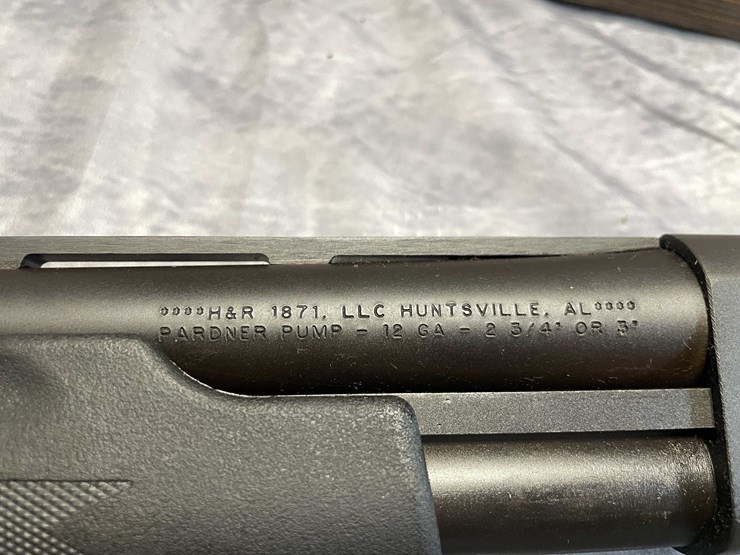 °°°°H&R 1871, LLC HUNTSVILLE, AL°°°°
PARDNER PUMP - 12 GA - 2 3/4" OR 3"